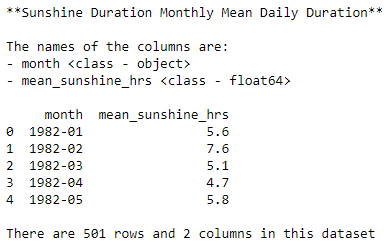 **Sunshine Duration Monthly Mean Daily Duration**
The names of the columns are:
- month <class - object>
- mean_sunshine_hrs <class - float64>
month mean_sunshine_hrs
0 1982-01 5.6
1 1982-02 7.6
2 1982-03 5.1
3 1982-04 4.7
4 1982-05 5.8
There are 501 rows and 2 columns in this dataset